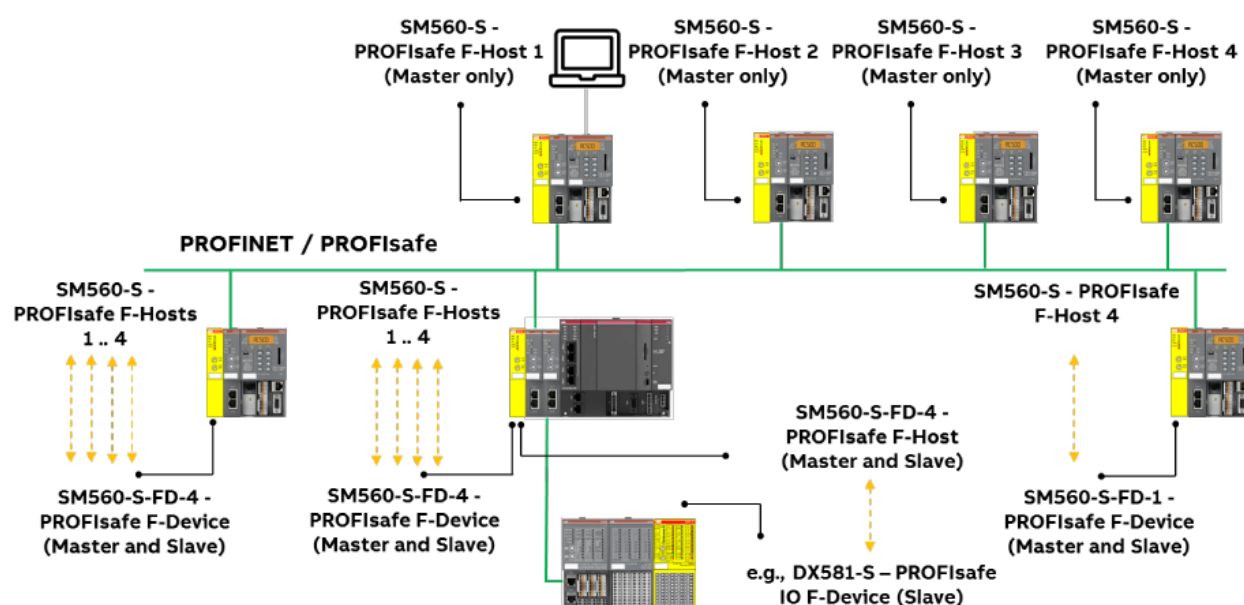 SM560-S -
PROFIsafe F-Host 1
(Master only)
SM560-S -
PROFIsafe F-Host 2
(Master only)
SM560-S -
PROFIsafe F-Host 3
(Master only)
SM560-S -
PROFIsafe F-Host 4
(Master only)
PROFINET / PROFIsafe
SM560-S -
PROFIsafe F-Hosts
1 .. 4
SM560-S -
PROFIsafe F-Hosts
1 .. 4
SM560-S - PROFIsafe
F-Host 4
SM560-S-FD-4 -
PROFIsafe F-Host
(Master and Slave)
SM560-S-FD-4 -
PROFIsafe F-Device
(Master and Slave)
SM560-S-FD-4 -
PROFIsafe F-Device
(Master and Slave)
SM560-S-FD-1 -
PROFIsafe F-Device
(Master and Slave)
e.g., DX581-S – PROFIsafe
IO F-Device (Slave)